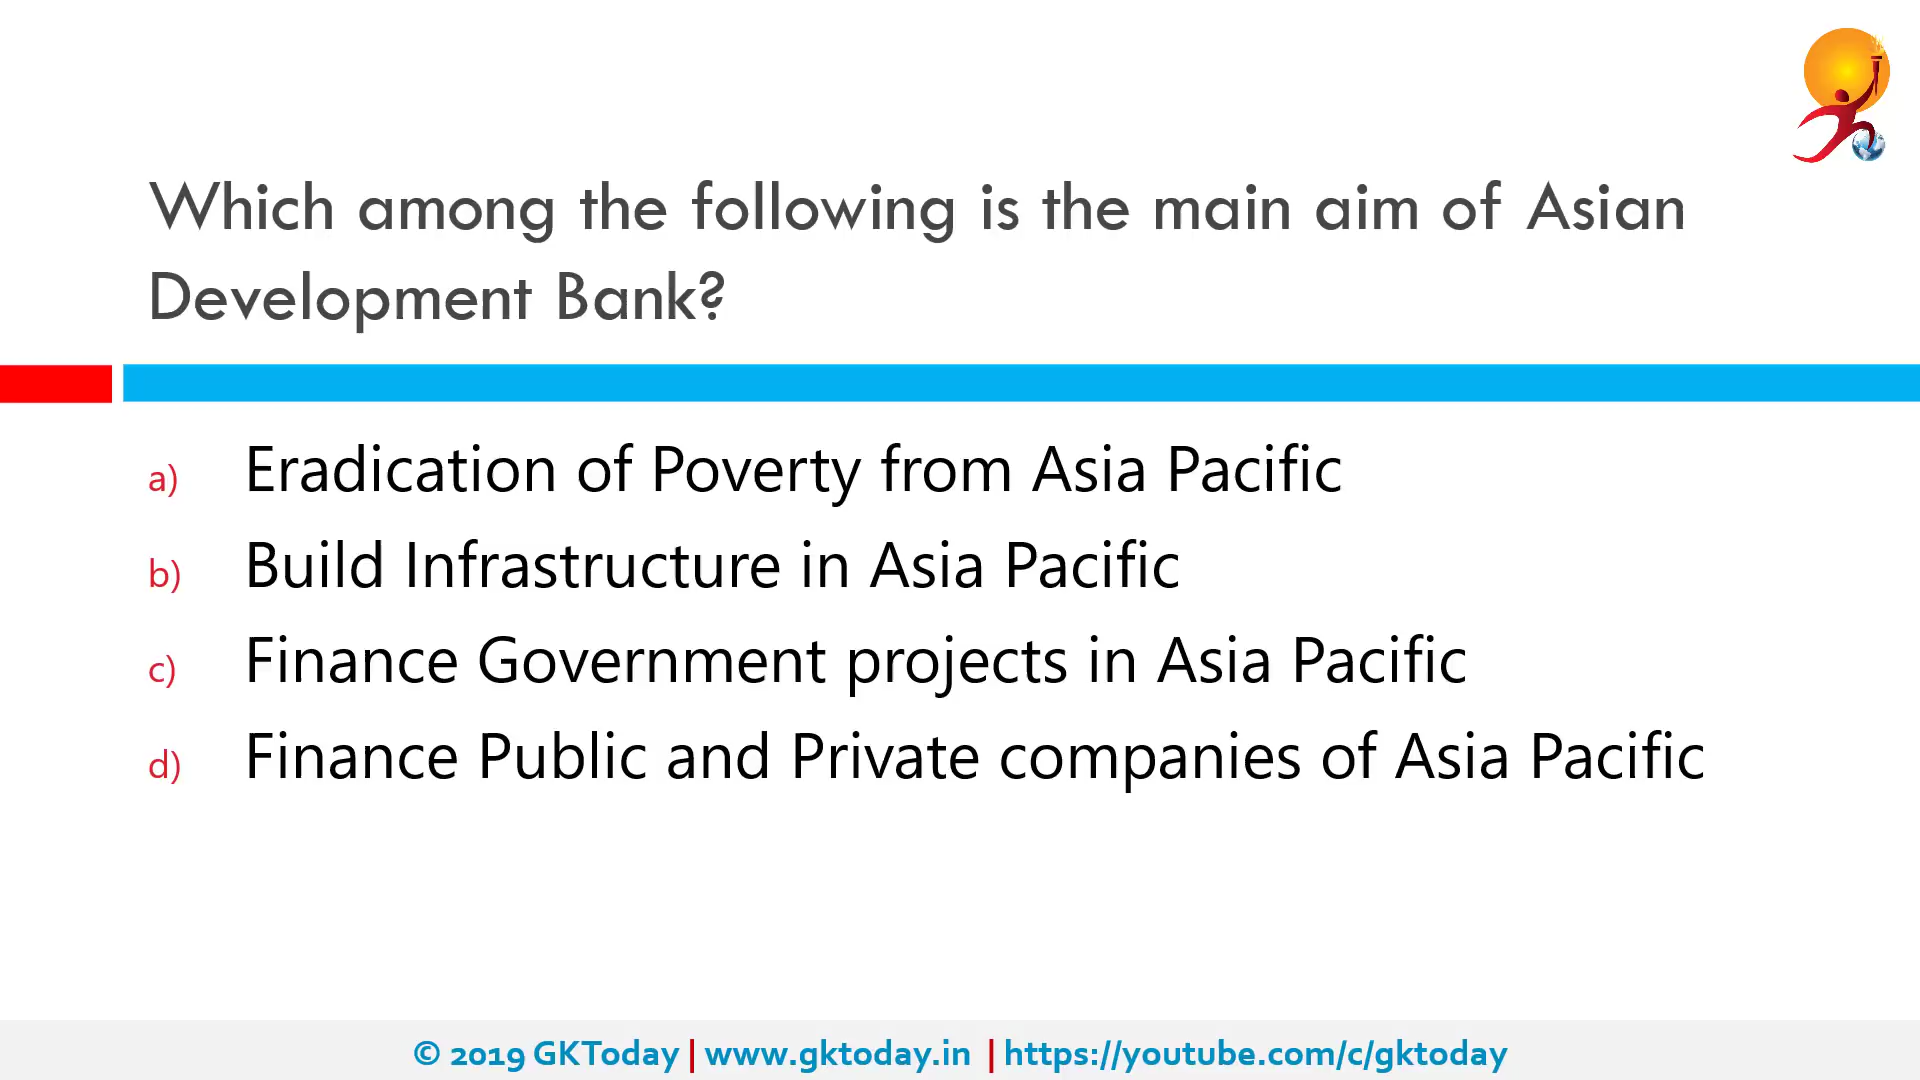 Which among the following is the main aim of Asian
Development Bank?
a) Eradication of Poverty from Asia Pacific
b) Build Infrastructure in Asia Pacific
c) Finance Government projects in Asia Pacific
d) Finance Public and Private companies of Asia Pacific
© 2019 GKToday | www.gktoday.in | https://youtube.com/c/gktoday